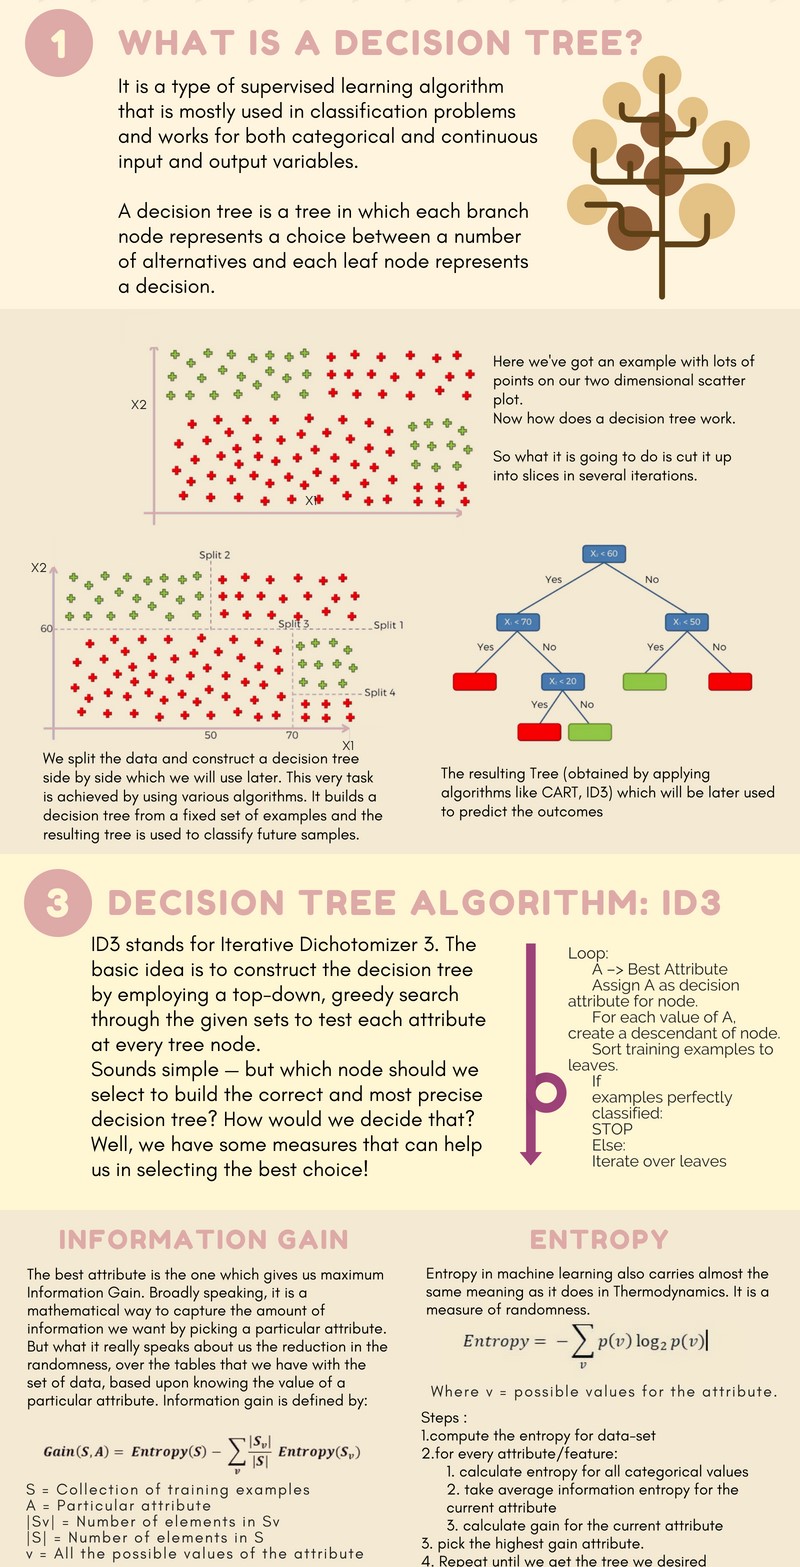 1
WHAT IS A DECISION TREE?
It is a type of supervised learning algorithm
that is mostly used in classification problems
and works for both categorical and continuous
input and output variables.
A decision tree is a tree in which each branch
node represents a choice between a number
of alternatives and each leaf node represents
a decision.
X2
X1
Here we've got an example with lots of
points on our two dimensional scatter
plot.
Now how does a decision tree work.
So what it is going to do is cut it up
into slices in several iterations.
Split 2
X2
60
Split 3
Split 1
Split 4
50
70
X1
We split the data and construct a decision tree
side by side which we will use later. This very task
is achieved by using various algorithms. It builds a
decision tree from a fixed set of examples and the
resulting tree is used to classify future samples.
X₂ < 60
Yes
No
X₁ < 70
X₁ < 50
Yes
No
Yes
No
X₂ < 20
Yes
No
The resulting Tree (obtained by applying
algorithms like CART, ID3) which will be later used
to predict the outcomes
3
DECISION TREE ALGORITHM: ID3
ID3 stands for Iterative Dichotomizer 3. The
basic idea is to construct the decision tree
by employing a top-down, greedy search
through the given sets to test each attribute
at every tree node.
Sounds simple — but which node should we
select to build the correct and most precise
decision tree? How would we decide that?
Well, we have some measures that can help
us in selecting the best choice!
Loop:
A –> Best Attribute
Assign A as decision
attribute for node.
For each value of A,
create a descendant of node.
Sort training examples to
leaves.
If
examples perfectly
classified:
STOP
Else:
Iterate over leaves
INFORMATION GAIN
The best attribute is the one which gives us maximum
Information Gain. Broadly speaking, it is a
mathematical way to capture the amount of
information we want by picking a particular attribute.
But what it really speaks about us the reduction in the
randomness, over the tables that we have with the
set of data, based upon knowing the value of a
particular attribute. Information gain is defined by:
Gain(S,A) = Entropy(S) − ∑v |Sv|/|S| Entropy(Sv)
S = Collection of training examples
A = Particular attribute
|Sv| = Number of elements in Sv
|S| = Number of elements in S
v = All the possible values of the attribute
ENTROPY
Entropy in machine learning also carries almost the
same meaning as it does in Thermodynamics. It is a
measure of randomness.
Entropy = − ∑v p(v) log₂ p(v)
Where v = possible values for the attribute.
Steps :
1.compute the entropy for data-set
2.for every attribute/feature:
1. calculate entropy for all categorical values
2. take average information entropy for the
current attribute
3. calculate gain for the current attribute
3. pick the highest gain attribute.
4. Repeat until we get the tree we desired